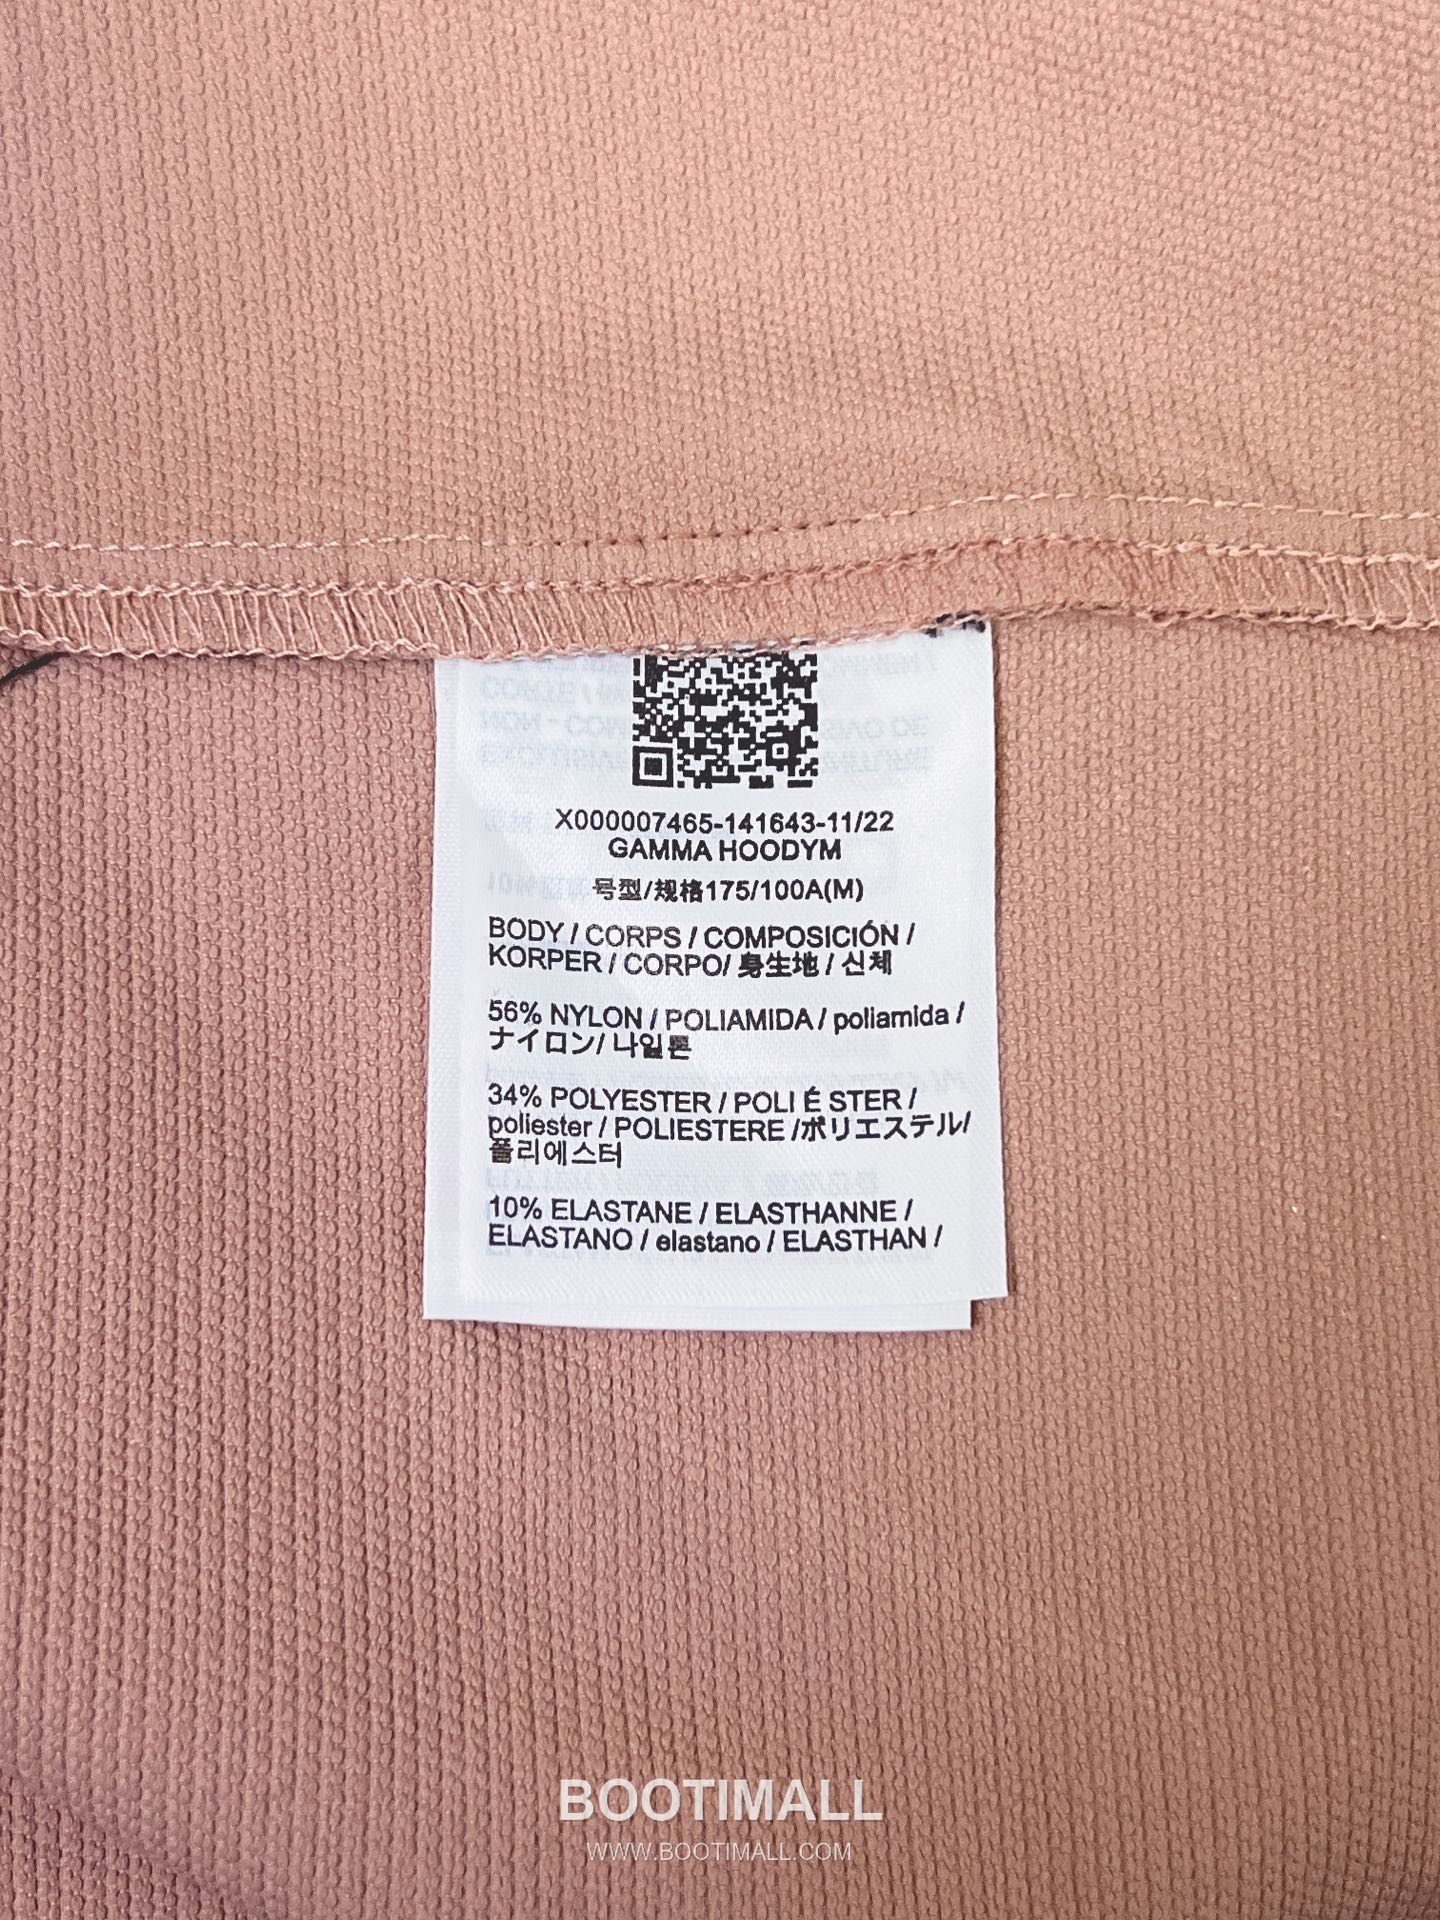 X000007465-141643-11/22
GAMMA HOODYM
号型/规格175/100A(M)
BODY / CORPS / COMPOSICIÓN /
KORPER / CORPO/ 身生地 / 신체
56% NYLON / POLIAMIDA / poliamida /
ナイロン/ 나일론
34% POLYESTER / POLI É STER /
poliester / POLIESTERE /ポリエステル/
폴리에스터
10% ELASTANE / ELASTHANNE /
ELASTANO / elastano / ELASTHAN /
BOOTIMALL
WWW.BOOTIMALL.COM